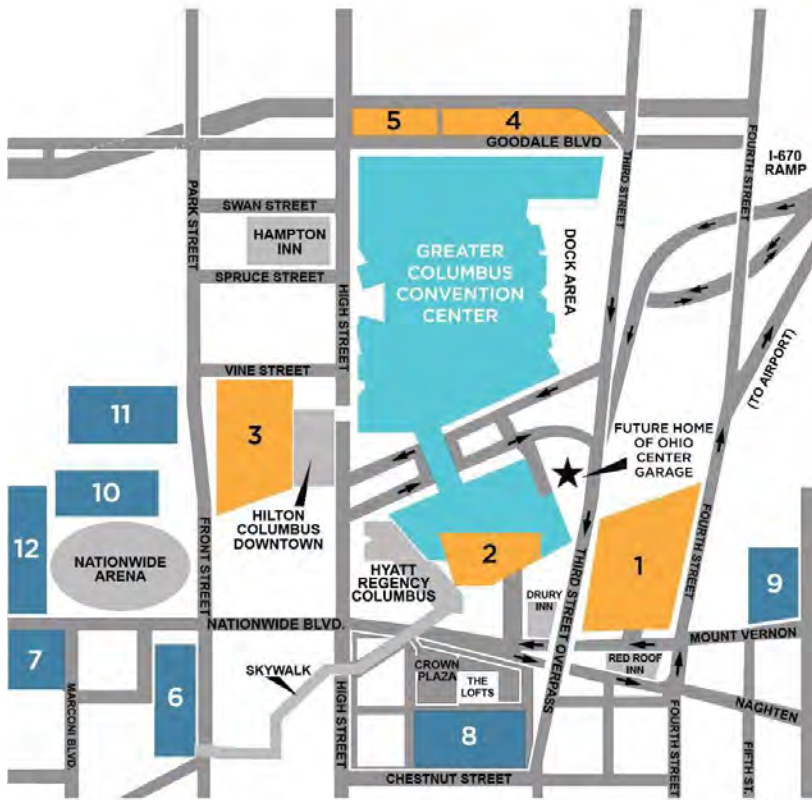 5
4
GOODALE BLVD
THIRD STREET
FOURTH STREET
I-670
RAMP
PARK STREET
SWAN STREET
HAMPTON
INN
SPRUCE STREET
HIGH STREET
GREATER
COLUMBUS
CONVENTION
CENTER
DOCK AREA
VINE STREET
(TO AIRPORT)
11
3
FUTURE HOME
OF OHIO
CENTER
GARAGE
10
12
HILTON
COLUMBUS
DOWNTOWN
NATIONWIDE
ARENA
FRONT STREET
HYATT
REGENCY
COLUMBUS
2
THIRD STREET OVERPASS
1
FOURTH STREET
9
DRURY
INN
NATIONWIDE BLVD.
MOUNT VERNON
7
MARCONI BLVD.
6
SKYWALK
HIGH STREET
CROWN
PLAZA
THE
LOFTS
RED ROOF
INN
NAGHTEN
8
FOURTH STREET
FIFTH ST.
CHESTNUT STREET